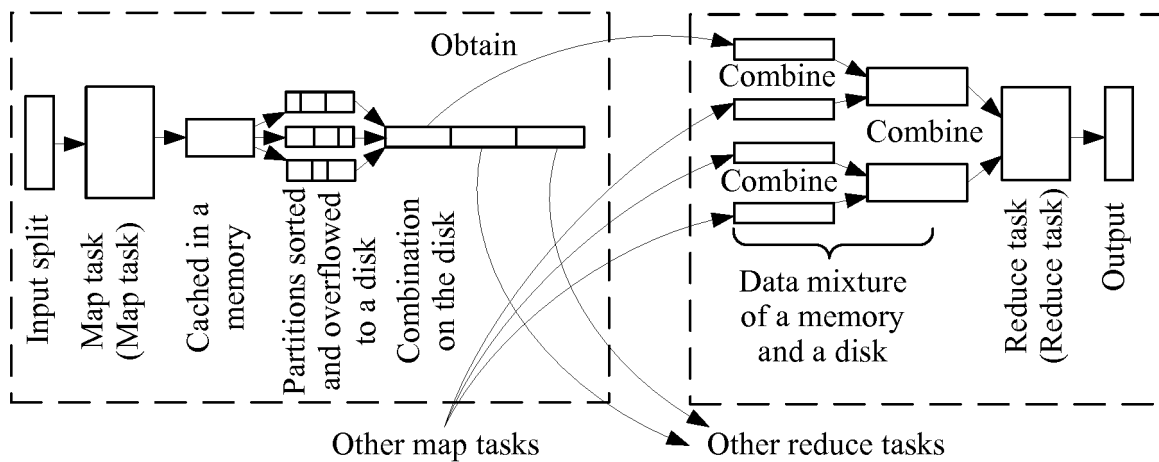 Obtain
Input split
Map task
(Map task)
Cached in a
memory
Partitions sorted
and overflowed
to a disk
Combination
on the disk
Combine
Combine
Combine
Data mixture
of a memory
and a disk
Reduce task
(Reduce task)
Output
Other map tasks
Other reduce tasks